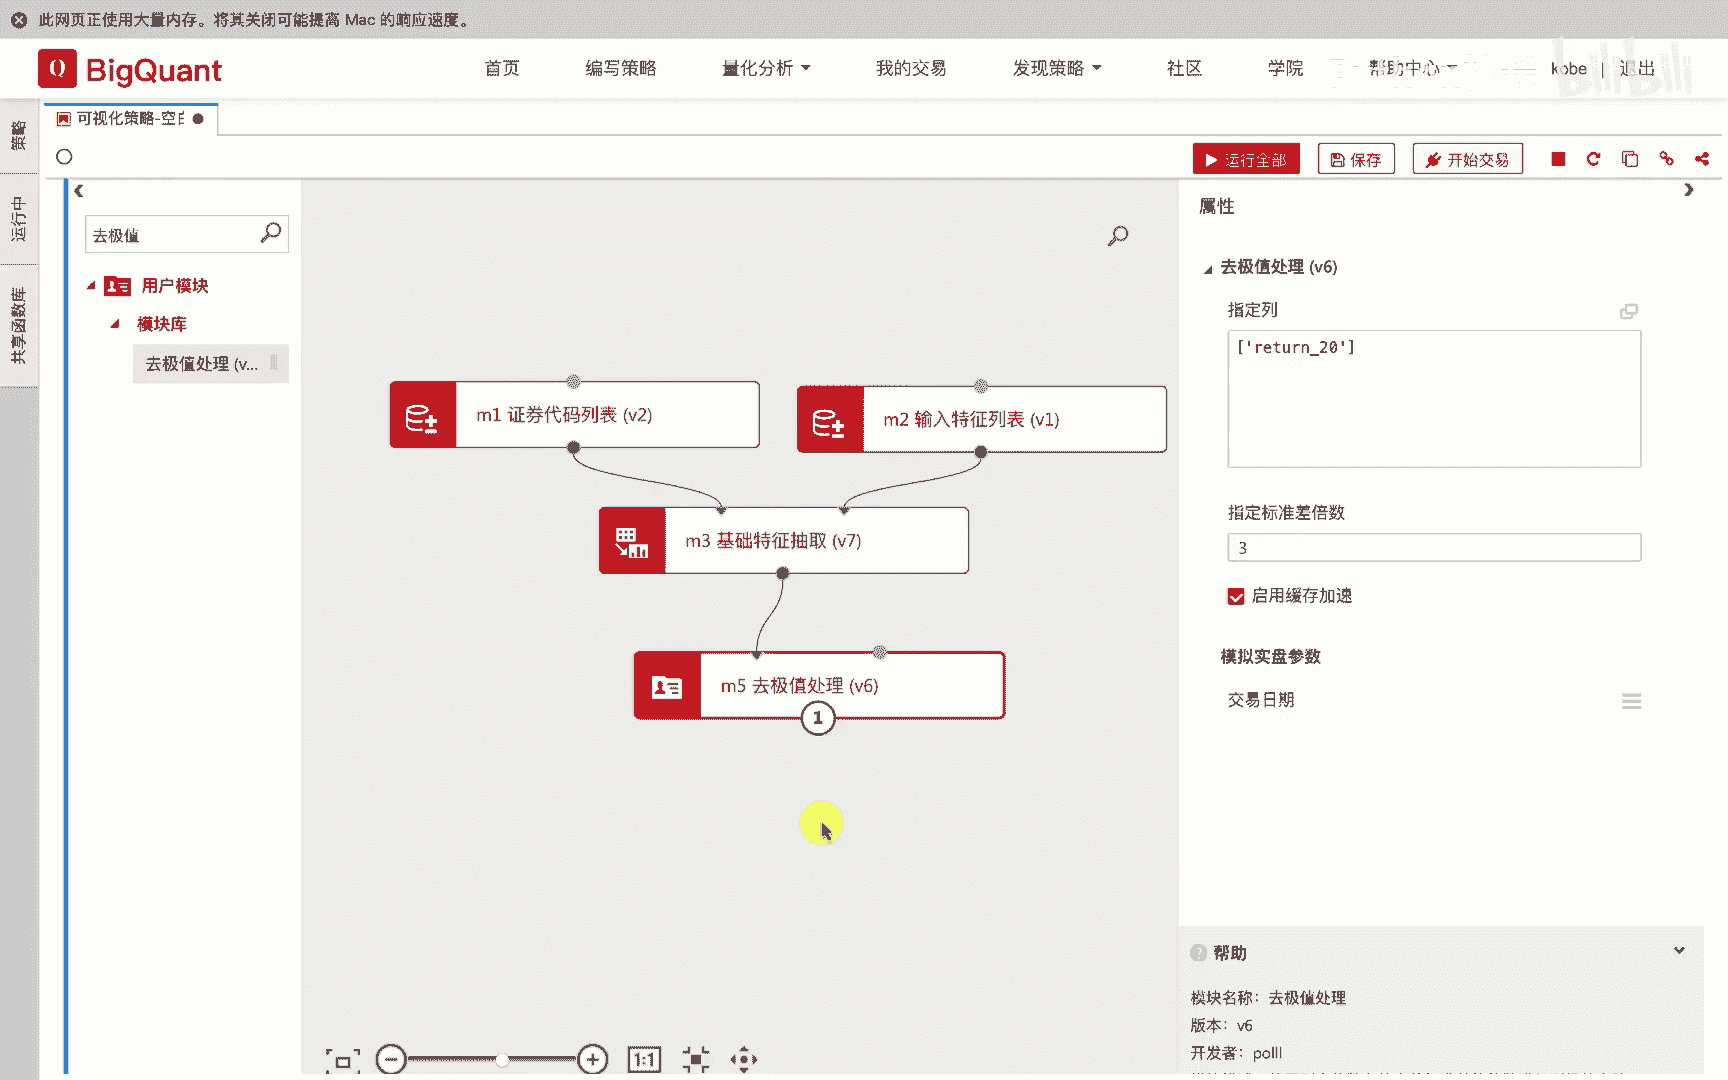 此网页正使用大量内存。将其关闭可能提高 Mac 的响应速度。
Q BigQuant
首页 编写策略 量化分析 我的交易 发现策略 社区 学院 帮助中心 kobe | 退出
bilibili
可视化策略-空白
策略
运行中
共享函数库
运行全部 保存 开始交易
去极值
用户模块
模块库
去极值处理 (v...
m1 证券代码列表 (v2)
m2 输入特征列表 (v1)
m3 基础特征抽取 (v7)
m5 去极值处理 (v6)
1
1:1
属性
去极值处理 (v6)
指定列
['return_20']
指定标准差倍数
3
启用缓存加速
模拟实盘参数
交易日期
帮助
模块名称：去极值处理
版本：v6
开发者：polll